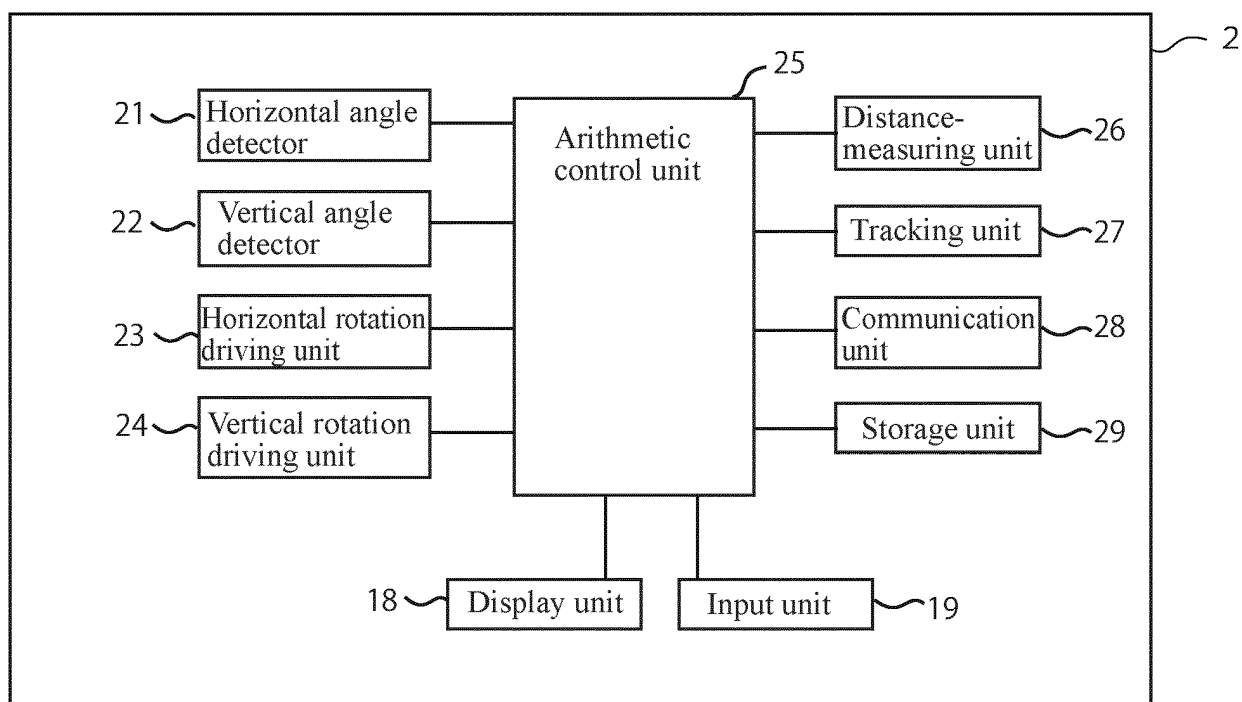 2
25
21
Horizontal angle
detector
Arithmetic
control unit
Distance-
measuring unit
26
22
Vertical angle
detector
Tracking unit
27
23
Horizontal rotation
driving unit
Communication
unit
28
24
Vertical rotation
driving unit
Storage unit
29
18
Display unit
Input unit
19